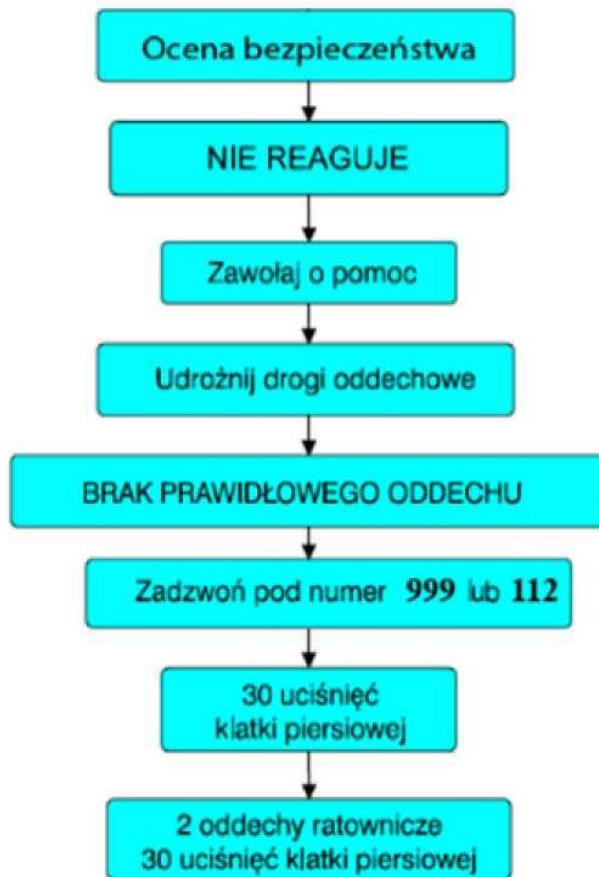 Ocena bezpieczeństwa
NIE REAGUJE
Zawołaj o pomoc
Udrożnij drogi oddechowe
BRAK PRAWIDŁOWEGO ODDECHU
Zadzwoń pod numer 999 lub 112
30 uciśnięć
klatki piersiowej
2 oddechy ratownicze
30 uciśnięć klatki piersiowej